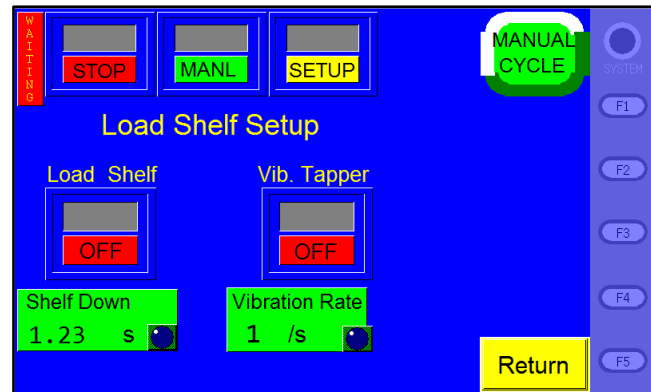 WAITING
STOP
MANL
SETUP
MANUAL
CYCLE
SYSTEM
F1
Load Shelf Setup
F2
Load Shelf
Vib. Tapper
OFF
OFF
F3
Shelf Down
1.23 s
Vibration Rate
1 /s
F4
Return
F5